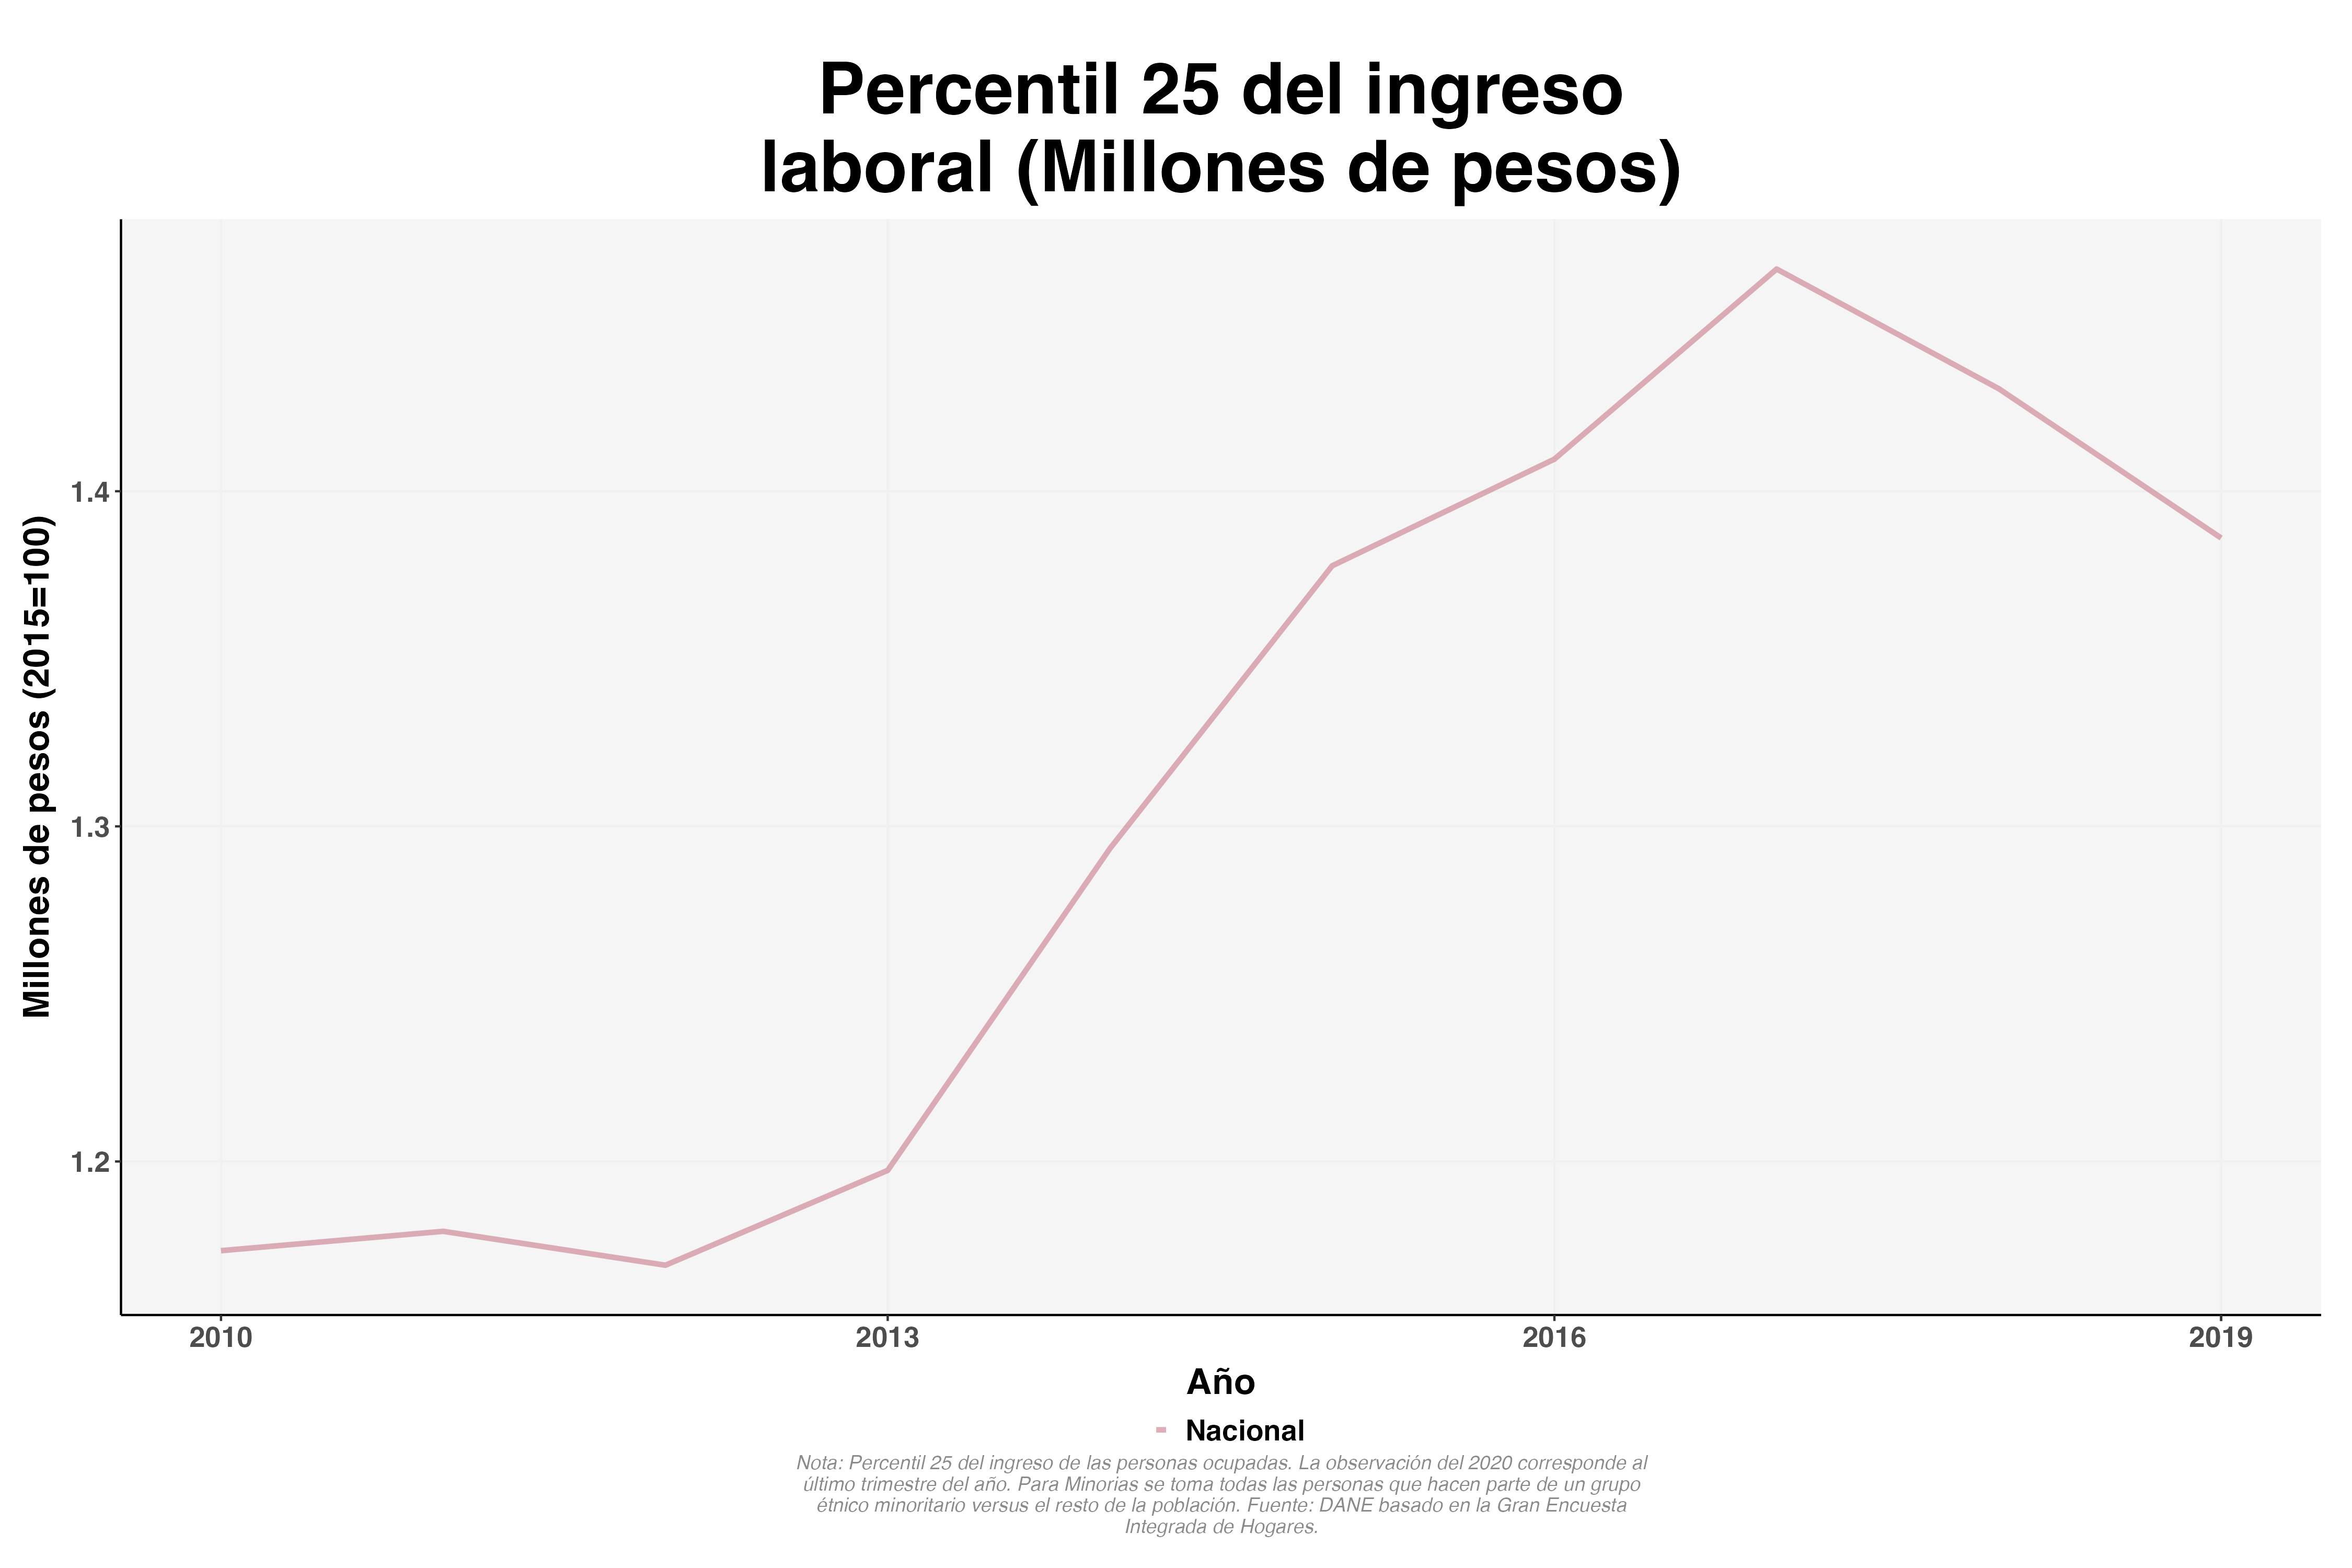 Percentil 25 del ingreso
laboral (Millones de pesos)
Millones de pesos (2015=100)
1.4
1.3
1.2
2010
2013
2016
2019
Año
Nacional
Nota: Percentil 25 del ingreso de las personas ocupadas. La observación del 2020 corresponde al
último trimestre del año. Para Minorias se toma todas las personas que hacen parte de un grupo
étnico minoritario versus el resto de la población. Fuente: DANE basado en la Gran Encuesta
Integrada de Hogares.